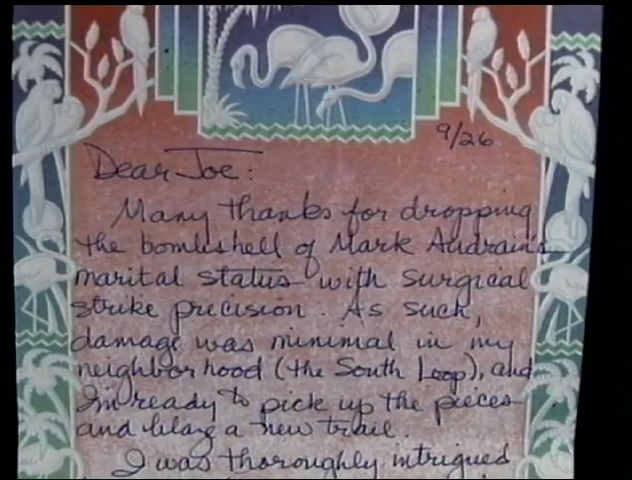 9/26
Dear Joe:
Many thanks for dropping
the bombshell of Mark Audrain's
marital status with surgical
strike precision. As such,
damage was minimal in my
neighborhood (the South Loop), and
I'm ready to pick up the pieces
and blaze a new trail.
I was thoroughly intrigued